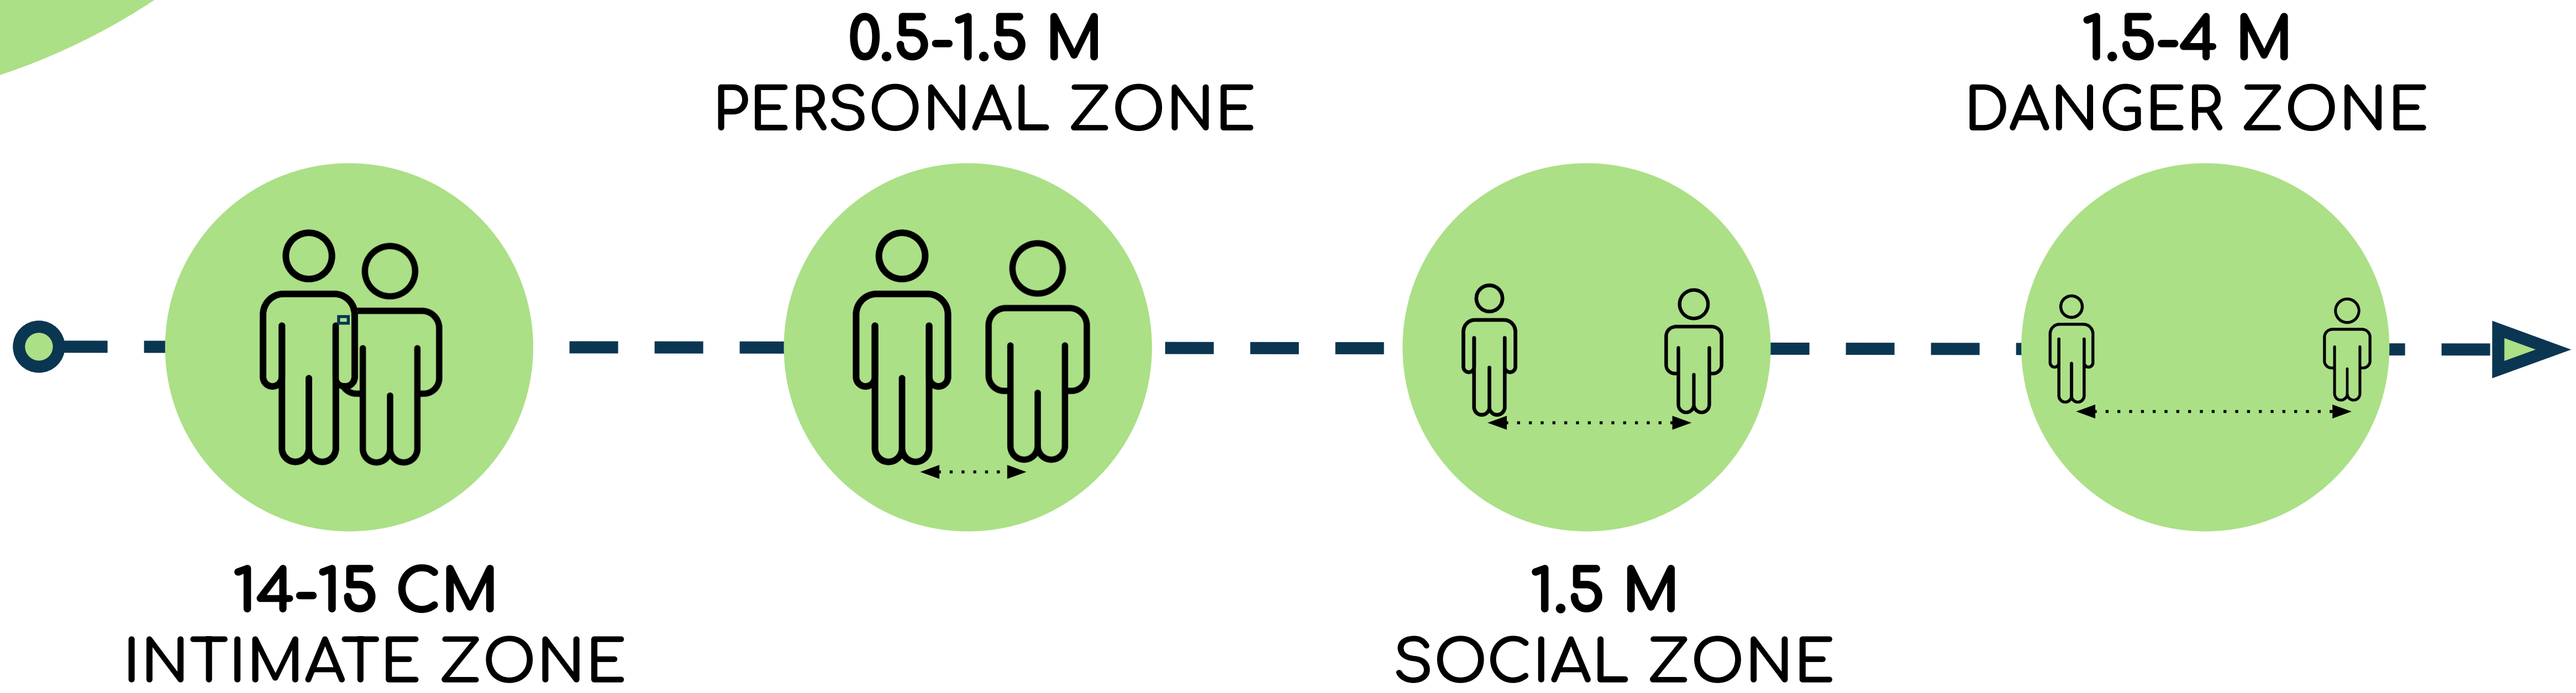 0.5-1.5 M
PERSONAL ZONE
1.5-4 M
DANGER ZONE
14-15 CM
INTIMATE ZONE
1.5 M
SOCIAL ZONE